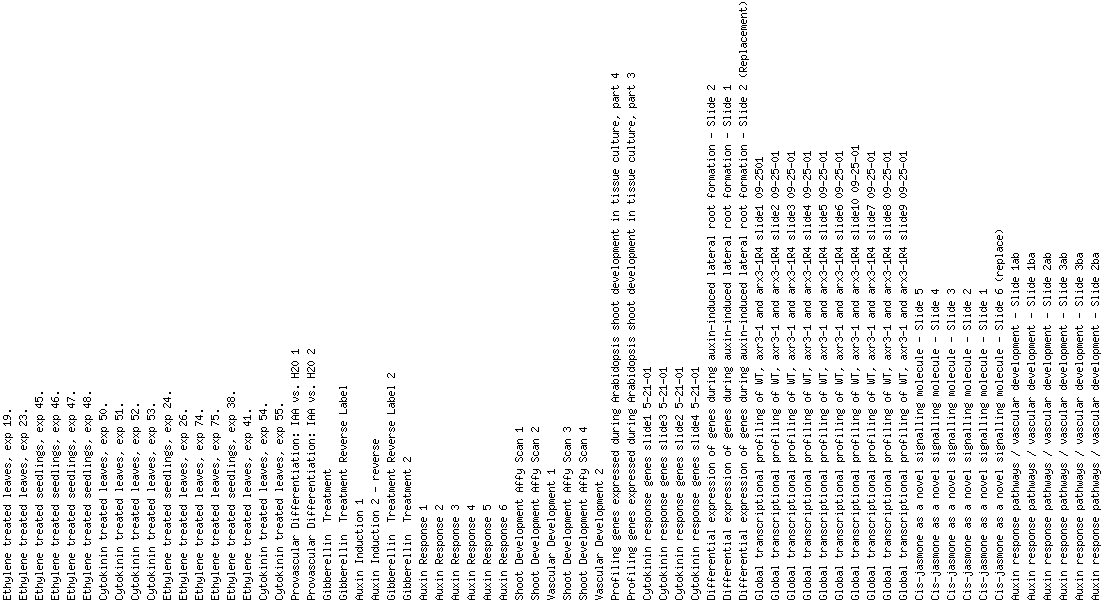 Ethylene treated leaves, exp 19.
Ethylene treated leaves, exp 23.
Ethylene treated seedlings, exp 45.
Ethylene treated seedlings, exp 46.
Ethylene treated seedlings, exp 47.
Ethylene treated seedlings, exp 48.
Cytokinin treated leaves, exp 50.
Cytokinin treated leaves, exp 51.
Cytokinin treated leaves, exp 52.
Cytokinin treated leaves, exp 53.
Ethylene treated seedlings, exp 24.
Ethylene treated leaves, exp 26.
Ethylene treated leaves, exp 74.
Ethylene treated leaves, exp 75.
Ethylene treated seedlings, exp 38.
Ethylene treated leaves, exp 41.
Cytokinin treated leaves, exp 54.
Cytokinin treated leaves, exp 55.
Provascular Differentiation: IAA vs. H2O 1
Provascular Differentiation: IAA vs. H2O 2
Gibberellin Treatment
Gibberellin Treatment Reverse Label
Auxin Induction 1
Auxin Induction 2 - reverse
Gibberellin Treatment Reverse Label 2
Gibberellin Treatment 2
Auxin Response 1
Auxin Response 2
Auxin Response 3
Auxin Response 4
Auxin Response 5
Auxin Response 6
Shoot Development Affy Scan 1
Shoot Development Affy Scan 2
Vascular Development 1
Shoot Development Affy Scan 3
Shoot Development Affy Scan 4
Vascular Development 2
Profiling genes expressed during Arabidopsis shoot development in tissue culture, part 4
Profiling genes expressed during Arabidopsis shoot development in tissue culture, part 3
Cytokinin response genes slide1 5-21-01
Cytokinin response genes slide3 5-21-01
Cytokinin response genes slide2 5-21-01
Cytokinin response genes slide4 5-21-01
Differential expression of genes during auxin-induced lateral root formation - Slide 2
Differential expression of genes during auxin-induced lateral root formation - Slide 1
Differential expression of genes during auxin-induced lateral root formation - Slide 2 (Replacement)
Global transcriptional profiling of WT, axr3-1 and arx3-1R4 slide1 09-2501
Global transcriptional profiling of WT, axr3-1 and arx3-1R4 slide2 09-25-01
Global transcriptional profiling of WT, axr3-1 and arx3-1R4 slide3 09-25-01
Global transcriptional profiling of WT, axr3-1 and arx3-1R4 slide4 09-25-01
Global transcriptional profiling of WT, axr3-1 and arx3-1R4 slide5 09-25-01
Global transcriptional profiling of WT, axr3-1 and arx3-1R4 slide6 09-25-01
Global transcriptional profiling of WT, axr3-1 and arx3-1R4 slide10 09-25-01
Global transcriptional profiling of WT, axr3-1 and arx3-1R4 slide7 09-25-01
Global transcriptional profiling of WT, axr3-1 and arx3-1R4 slide8 09-25-01
Global transcriptional profiling of WT, axr3-1 and arx3-1R4 slide9 09-25-01
Cis-jasmone as a novel signalling molecule - Slide 5
Cis-jasmone as a novel signalling molecule - Slide 4
Cis-jasmone as a novel signalling molecule - Slide 3
Cis-jasmone as a novel signalling molecule - Slide 2
Cis-jasmone as a novel signalling molecule - Slide 1
Cis-jasmone as a novel signalling molecule - Slide 6 (replace)
Auxin response pathways / vascular development - Slide 1ab
Auxin response pathways / vascular development - Slide 1ba
Auxin response pathways / vascular development - Slide 2ab
Auxin response pathways / vascular development - Slide 3ab
Auxin response pathways / vascular development - Slide 3ba
Auxin response pathways / vascular development - Slide 2ba